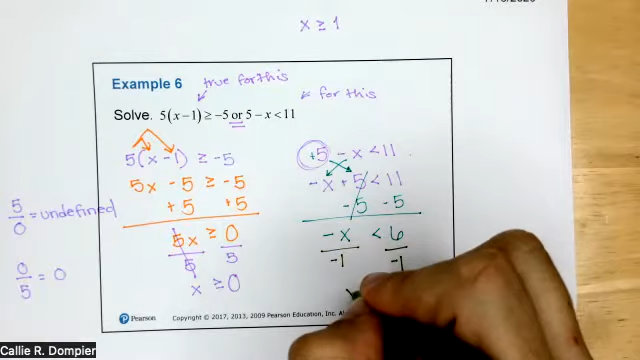 x ≥ 1
Example 6
true for this
for this
Solve. 5(x−1) ≥ −5 or 5 − x < 11
5(x −1) ≥ −5
5x − 5 ≥ −5
+ 5 +5
5x ≥ 0
5 5
x ≥ 0
5/0 = undefined
0/5 = 0
+5 − x < 11
−x + 5 < 11
− 5 − 5
−x < 6
−1 −1
Pearson
Copyright © 2017, 2013, 2009 Pearson Education, Inc.
Callie R. Dompier